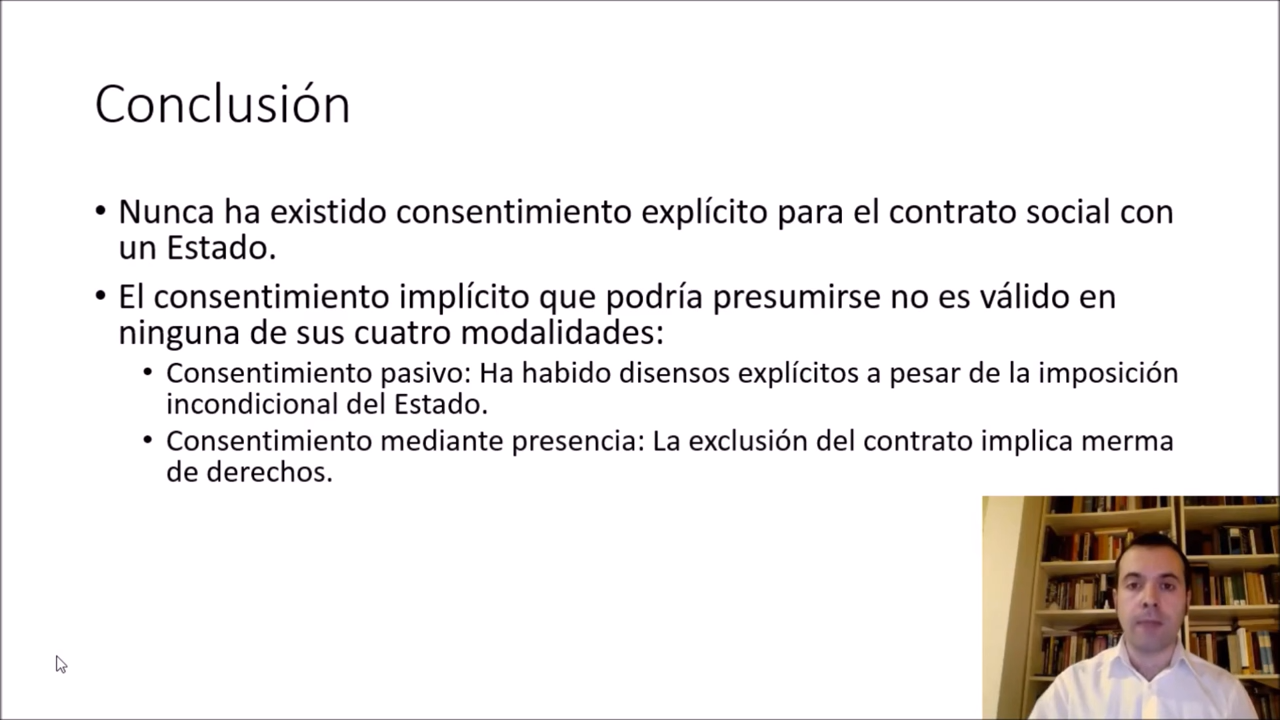 Conclusión
• Nunca ha existido consentimiento explícito para el contrato social con
un Estado.
• El consentimiento implícito que podría presumirse no es válido en
ninguna de sus cuatro modalidades:
• Consentimiento pasivo: Ha habido disensos explícitos a pesar de la imposición
incondicional del Estado.
• Consentimiento mediante presencia: La exclusión del contrato implica merma
de derechos.